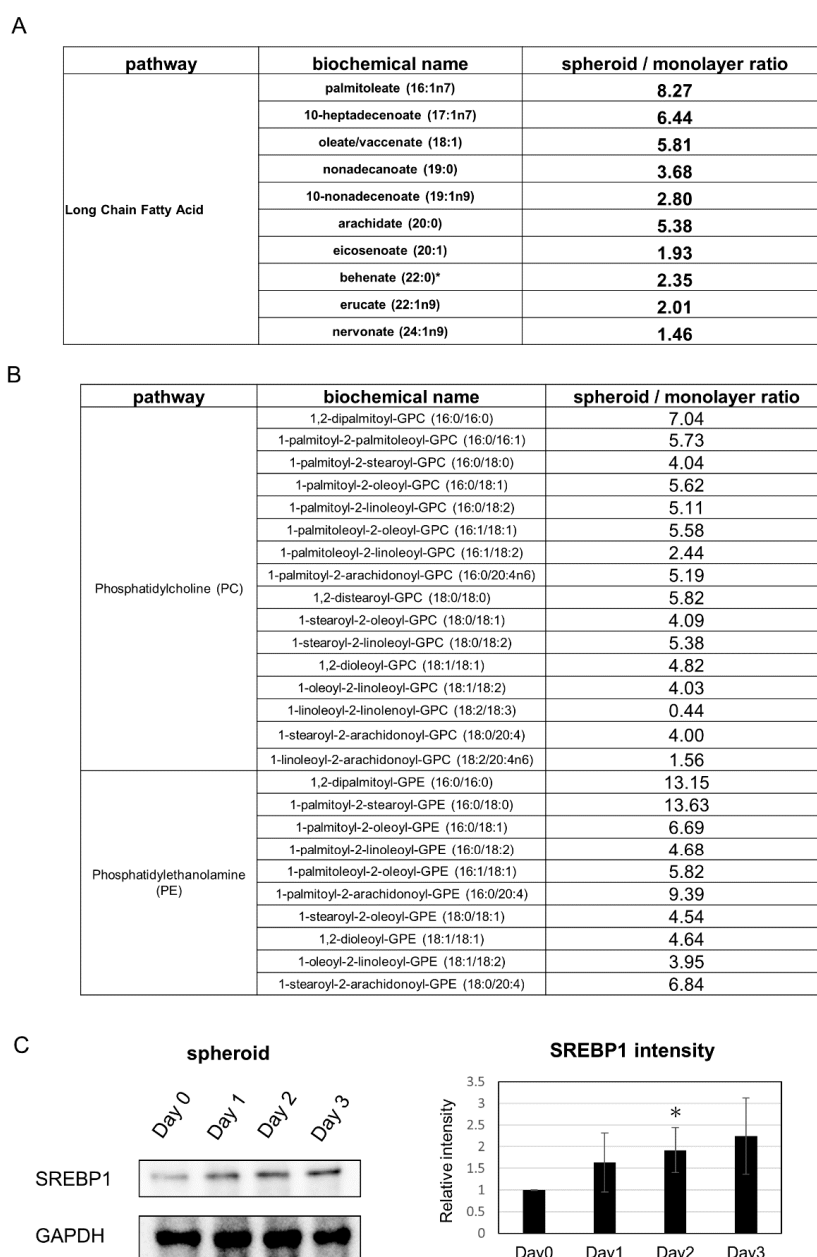 A
pathway biochemical name spheroid / monolayer ratio
Long Chain Fatty Acid
palmitoleate (16:1n7) 8.27
10-heptadecenoate (17:1n7) 6.44
oleate/vaccenate (18:1) 5.81
nonadecanoate (19:0) 3.68
10-nonadecenoate (19:1n9) 2.80
arachidate (20:0) 5.38
eicosenoate (20:1) 1.93
behenate (22:0)* 2.35
erucate (22:1n9) 2.01
nervonate (24:1n9) 1.46
B
pathway biochemical name spheroid / monolayer ratio
Phosphatidylcholine (PC)
1,2-dipalmitoyl-GPC (16:0/16:0) 7.04
1-palmitoyl-2-palmitoleoyl-GPC (16:0/16:1) 5.73
1-palmitoyl-2-stearoyl-GPC (16:0/18:0) 4.04
1-palmitoyl-2-oleoyl-GPC (16:0/18:1) 5.62
1-palmitoyl-2-linoleoyl-GPC (16:0/18:2) 5.11
1-palmitoleoyl-2-oleoyl-GPC (16:1/18:1) 5.58
1-palmitoleoyl-2-linoleoyl-GPC (16:1/18:2) 2.44
1-palmitoyl-2-arachidonoyl-GPC (16:0/20:4n6) 5.19
1,2-distearoyl-GPC (18:0/18:0) 5.82
1-stearoyl-2-oleoyl-GPC (18:0/18:1) 4.09
1-stearoyl-2-linoleoyl-GPC (18:0/18:2) 5.38
1,2-dioleoyl-GPC (18:1/18:1) 4.82
1-oleoyl-2-linoleoyl-GPC (18:1/18:2) 4.03
1-linoleoyl-2-linolenoyl-GPC (18:2/18:3) 0.44
1-stearoyl-2-arachidonoyl-GPC (18:0/20:4) 4.00
1-linoleoyl-2-arachidonoyl-GPC (18:2/20:4n6) 1.56
Phosphatidylethanolamine
(PE)
1,2-dipalmitoyl-GPE (16:0/16:0) 13.15
1-palmitoyl-2-stearoyl-GPE (16:0/18:0) 13.63
1-palmitoyl-2-oleoyl-GPE (16:0/18:1) 6.69
1-palmitoyl-2-linoleoyl-GPE (16:0/18:2) 4.68
1-palmitoleoyl-2-oleoyl-GPE (16:1/18:1) 5.82
1-palmitoyl-2-arachidonoyl-GPE (16:0/20:4) 9.39
1-stearoyl-2-oleoyl-GPE (18:0/18:1) 4.54
1,2-dioleoyl-GPE (18:1/18:1) 4.64
1-oleoyl-2-linoleoyl-GPE (18:1/18:2) 3.95
1-stearoyl-2-arachidonoyl-GPE (18:0/20:4) 6.84
C
spheroid
Day 0 Day 1 Day 2 Day 3
SREBP1
GAPDH
SREBP1 intensity
Relative intensity
3.5
3
2.5
2
1.5
1
0.5
0
*
Day0 Day1 Day2 Day3